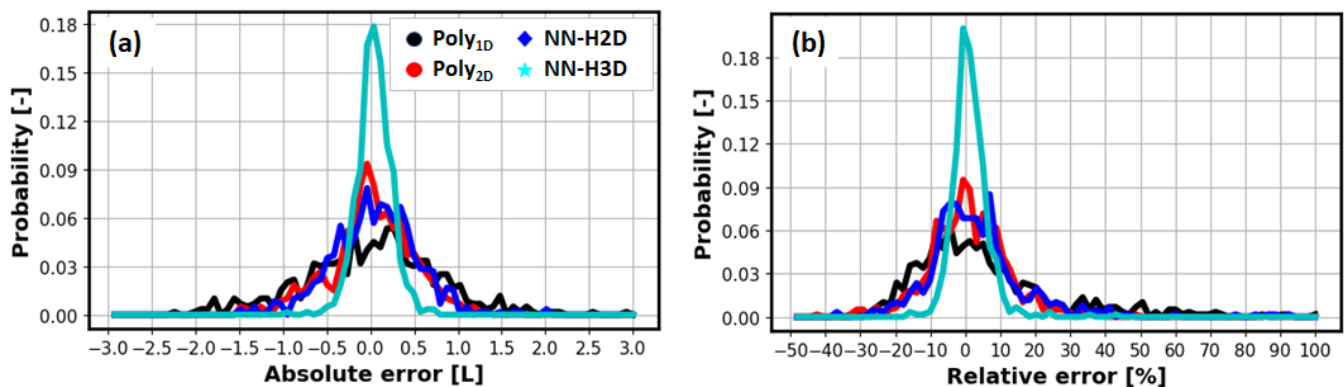 (a)
Poly1D
NN-H2D
Poly2D
NN-H3D
Probability [-]
0.18
0.15
0.12
0.09
0.06
0.03
0.00
−3.0 −2.5 −2.0 −1.5 −1.0 −0.5 0.0 0.5 1.0 1.5 2.0 2.5 3.0
Absolute error [L]
(b)
Probability [-]
0.18
0.15
0.12
0.09
0.06
0.03
0.00
−50 −40 −30 −20 −10 0 10 20 30 40 50 60 70 80 90 100
Relative error [%]